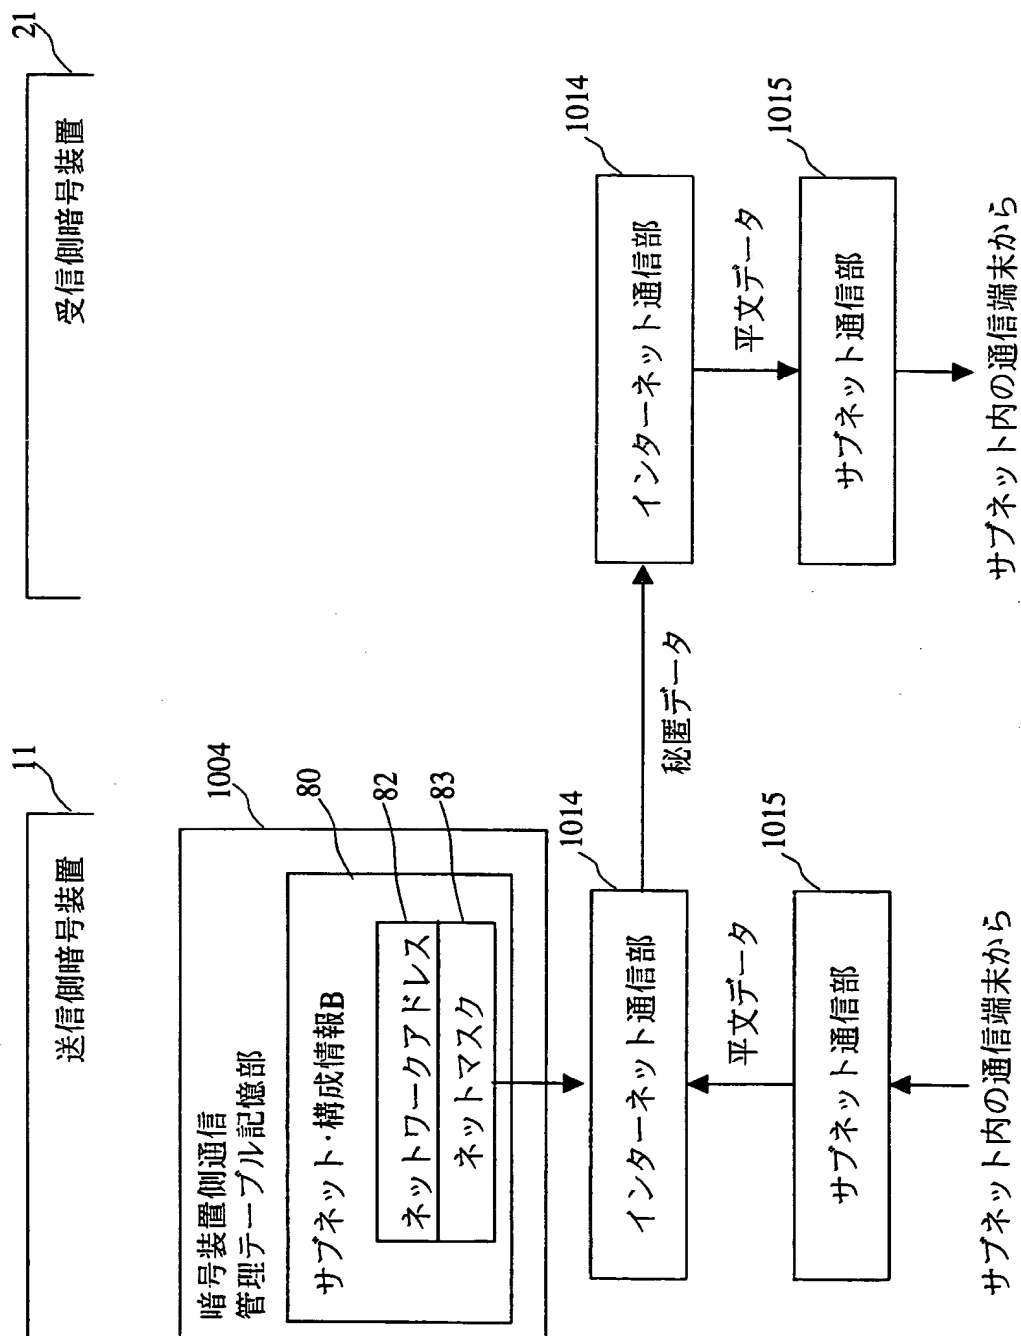 送信側暗号装置
11
暗号装置側通信
管理テーブル記憶部
1004
サブネット・構成情報B
80
ネットワークアドレス
82
ネットマスク
83
インターネット通信部
1014
平文データ
サブネット通信部
1015
サブネット内の通信端末から
秘匿データ
受信側暗号装置
21
インターネット通信部
1014
平文データ
サブネット通信部
1015
サブネット内の通信端末から